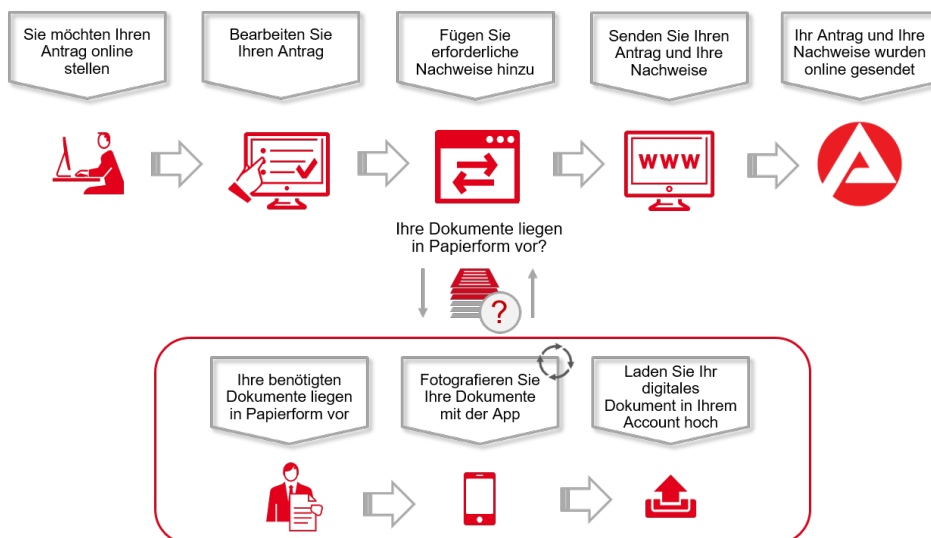 Sie möchten Ihren
Antrag online
stellen
Bearbeiten Sie
Ihren Antrag
Fügen Sie
erforderliche
Nachweise hinzu
Senden Sie Ihren
Antrag und Ihre
Nachweise
Ihr Antrag und Ihre
Nachweise wurden
online gesendet
WWW
Ihre Dokumente liegen
in Papierform vor?
?
Ihre benötigten
Dokumente liegen
in Papierform vor
Fotografieren Sie
Ihre Dokumente
mit der App
Laden Sie Ihr
digitales
Dokument in Ihrem
Account hoch